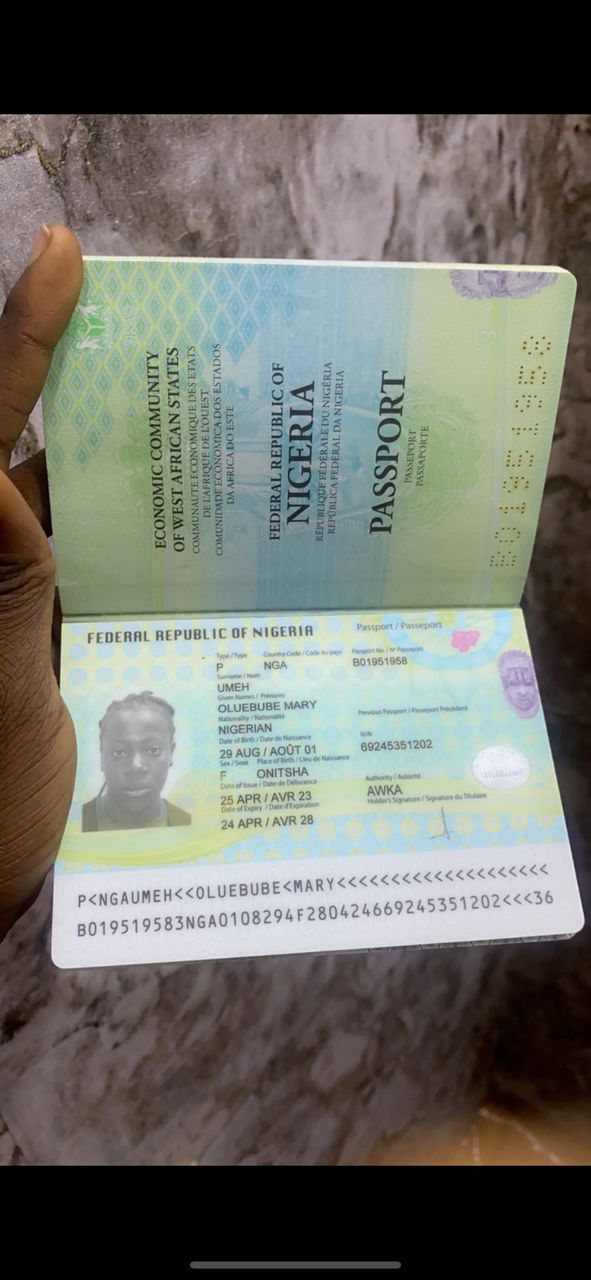 ECONOMIC COMMUNITY
OF WEST AFRICAN STATES
COMMUNAUTE ECONOMIQUE DES ETATS
DE L'AFRIQUE DE L'OUEST
COMUNIDADE ECONOMICA DOS ESTADOS
DA AFRICA DO ESTE
FEDERAL REPUBLIC OF
NIGERIA
RÉPUBLIQUE FÉDÉRALE DU NIGÉRIA
REPÚBLICA FEDERAL DA NIGERIA
PASSPORT
PASSEPORT
PASSAPORTE
3
B01951958
FEDERAL REPUBLIC OF NIGERIA
Passport / Passeport
Type / Type Country Code / Code du pays Passport No. / N° Passeport
P NGA B01951958
Surname / Nom
UMEH
Given Names / Prénoms
OLUEBUBE MARY
Nationality / Nationalité Previous Passport / Passeport Précédent
NIGERIAN
Date of Birth / Date de Naissance NIN
29 AUG / AOÛT 01 69245351202
Sex / Sexe Place of Birth / Lieu de Naissance
F ONITSHA
Date of Issue / Date de Délivrance Authority / Autorité
25 APR / AVR 23 AWKA
Date of Expiry / Date d'Expiration Holder's Signature / Signature du Titulaire
24 APR / AVR 28
P<NGAUMEH<<OLUEBUBE<MARY<<<<<<<<<<<<<<<<<<<<
B019519583NGA0108294F28042466924535​1202<<<36